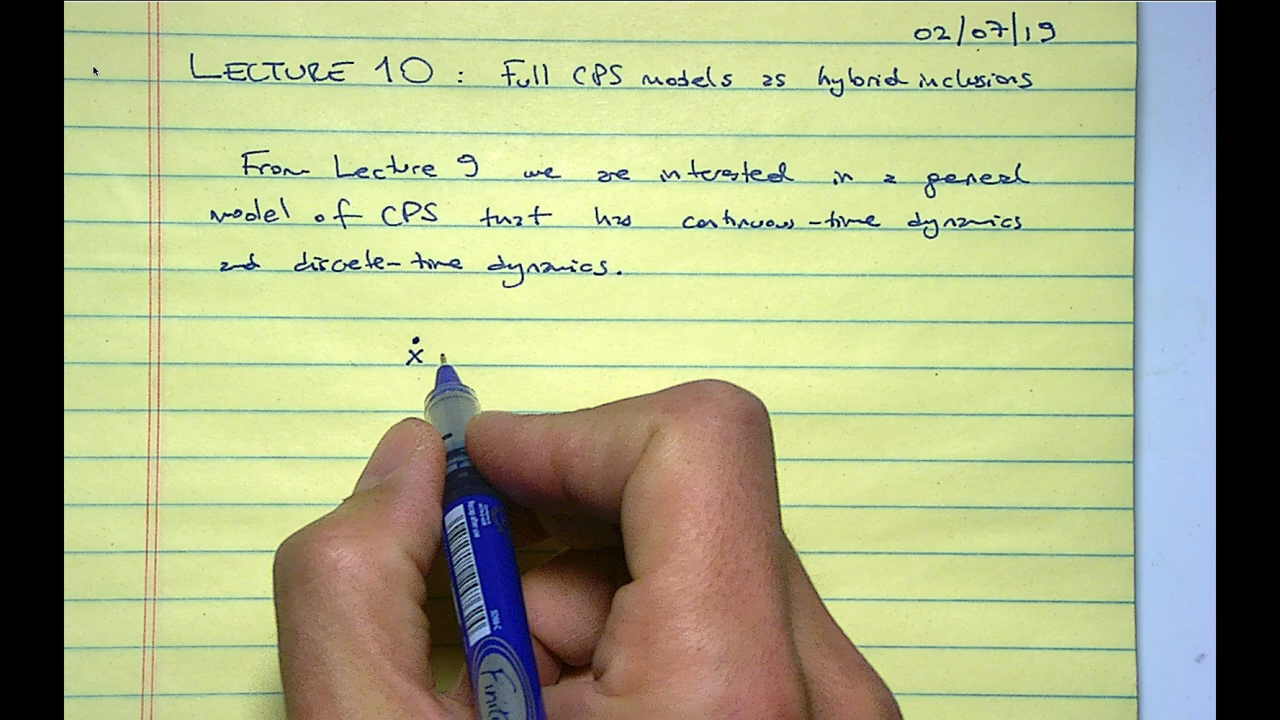 02/07/19
LECTURE 10 : Full CPS models as hybrid inclusions
From Lecture 9 we are interested in a general
model of CPS that has continuous-time dynamics
and discrete-time dynamics.
ẋ
Finite